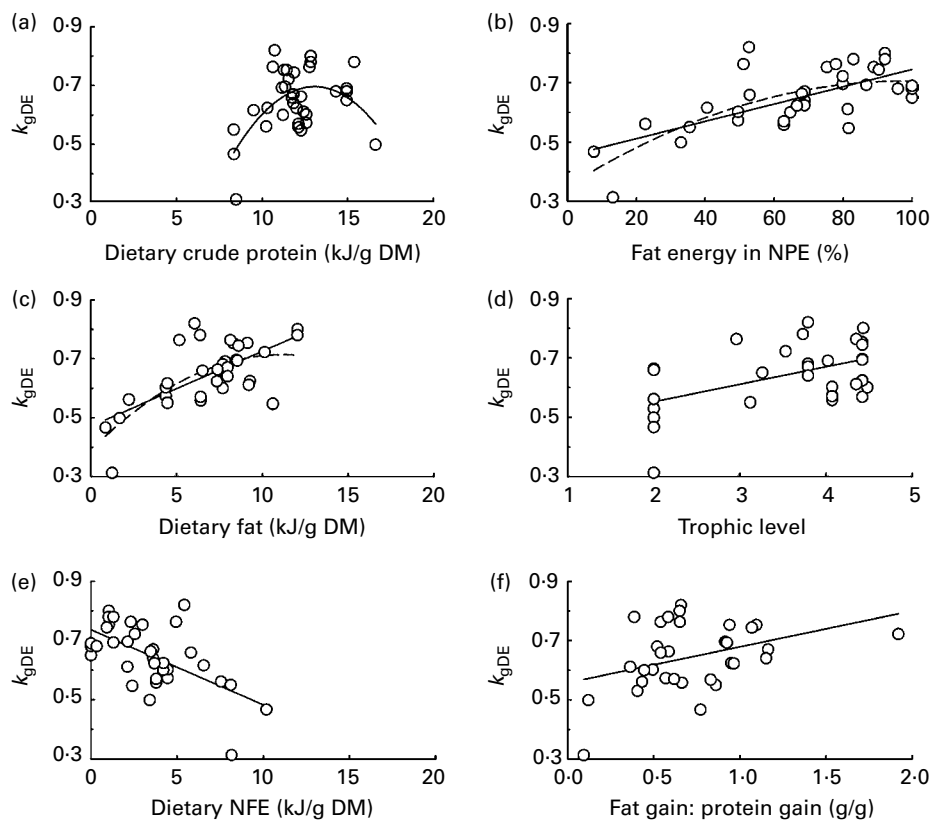 (a)
0·9
0·7
0·5
0·3
kgDE
0 5 10 15 20
Dietary crude protein (kJ/g DM)
(b)
0·9
0·7
0·5
0·3
kgDE
0 20 40 60 80 100
Fat energy in NPE (%)
(c)
0·9
0·7
0·5
0·3
kgDE
0 5 10 15 20
Dietary fat (kJ/g DM)
(d)
0·9
0·7
0·5
0·3
kgDE
1 2 3 4 5
Trophic level
(e)
0·9
0·7
0·5
0·3
kgDE
0 5 10 15 20
Dietary NFE (kJ/g DM)
(f)
0·9
0·7
0·5
0·3
kgDE
0·0 0·5 1·0 1·5 2·0
Fat gain: protein gain (g/g)